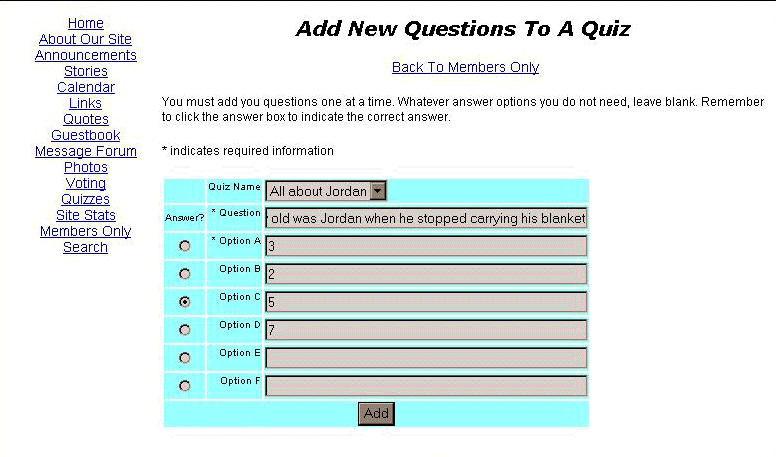 Home
About Our Site
Announcements
Stories
Calendar
Links
Quotes
Guestbook
Message Forum
Photos
Voting
Quizzes
Site Stats
Members Only
Search
Add New Questions To A Quiz
Back To Members Only
You must add you questions one at a time. Whatever answer options you do not need, leave blank. Remember
to click the answer box to indicate the correct answer.
* indicates required information
Quiz Name All about Jordan
Answer? * Question old was Jordan when he stopped carrying his blanket
* Option A 3
Option B 2
Option C 5
Option D 7
Option E
Option F
Add